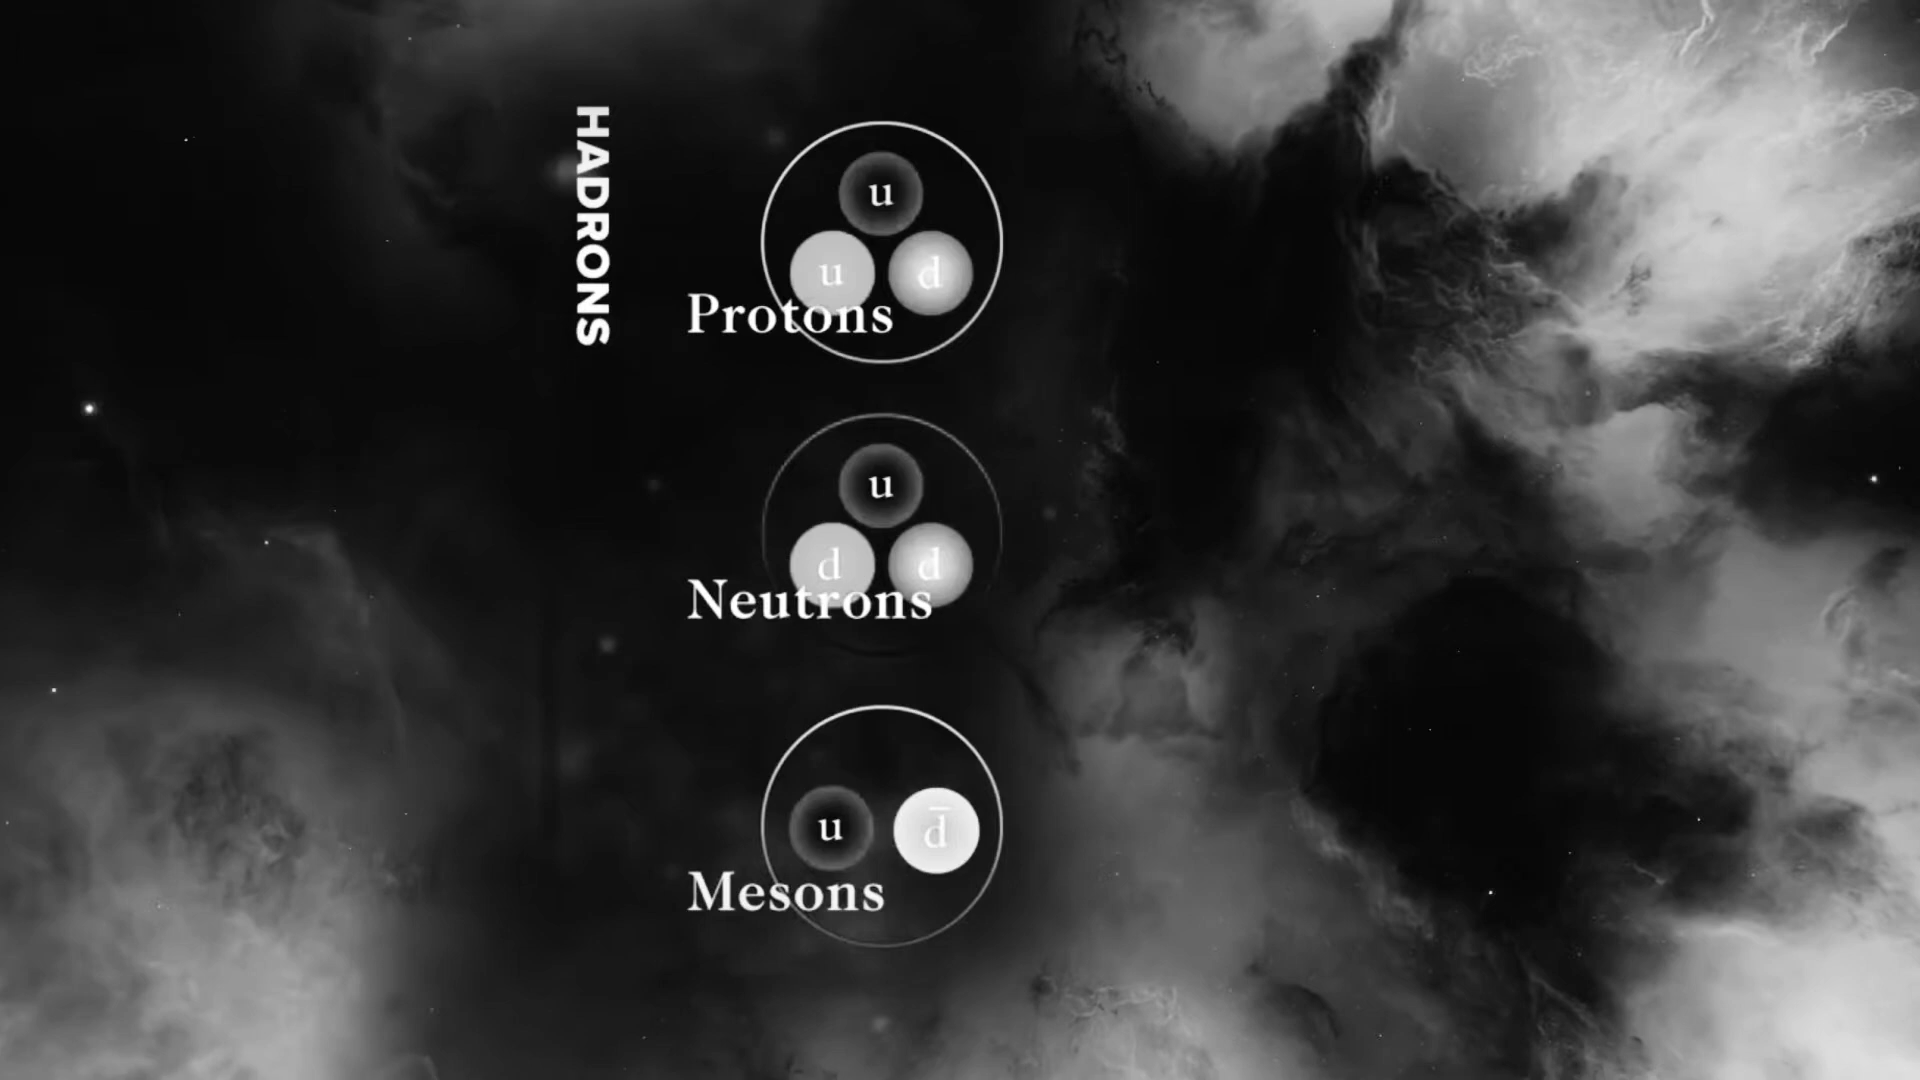 HADRONS
u
u d
Protons
u
d d
Neutrons
u d̄
Mesons